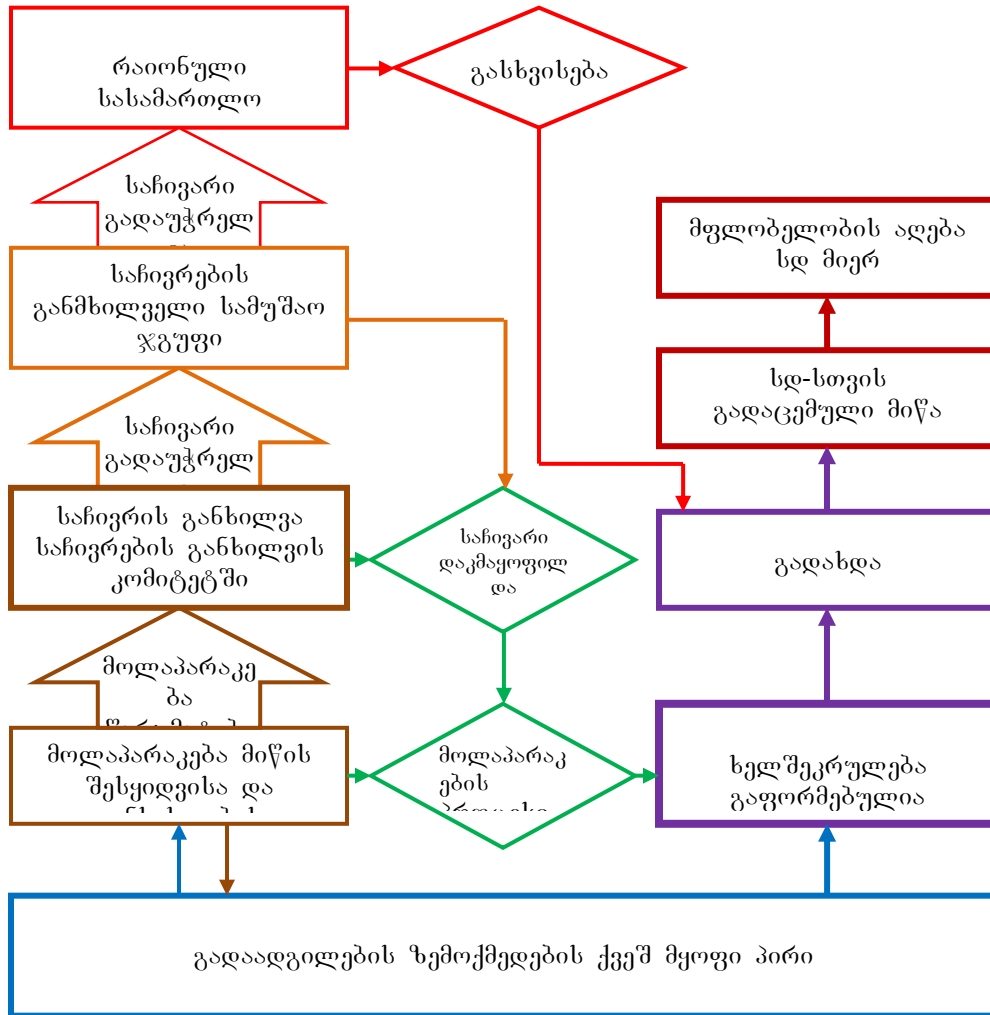 რაიონული
სასამართლო
გასხვისება
საჩივარი
გადაუჭრელ
მფლობელობის აღება
სდ მიერ
საჩივრების
განმხილველი სამუშაო
ჯგუფი
სდ-სთვის
გადაცემული მიწა
საჩივარი
გადაუჭრელ
საჩივრის განხილვა
საჩივრების განხილვის
კომიტეტში
საჩივარი
დაკმაყოფილ
და
გადახდა
მოლაპარაკე
ბა
მოლაპარაკება მიწის
შესყიდვისა და
მოლაპარაკ
ების
ხელშეკრულება
გაფორმებულია
გადაადგილების ზემოქმედების ქვეშ მყოფი პირი